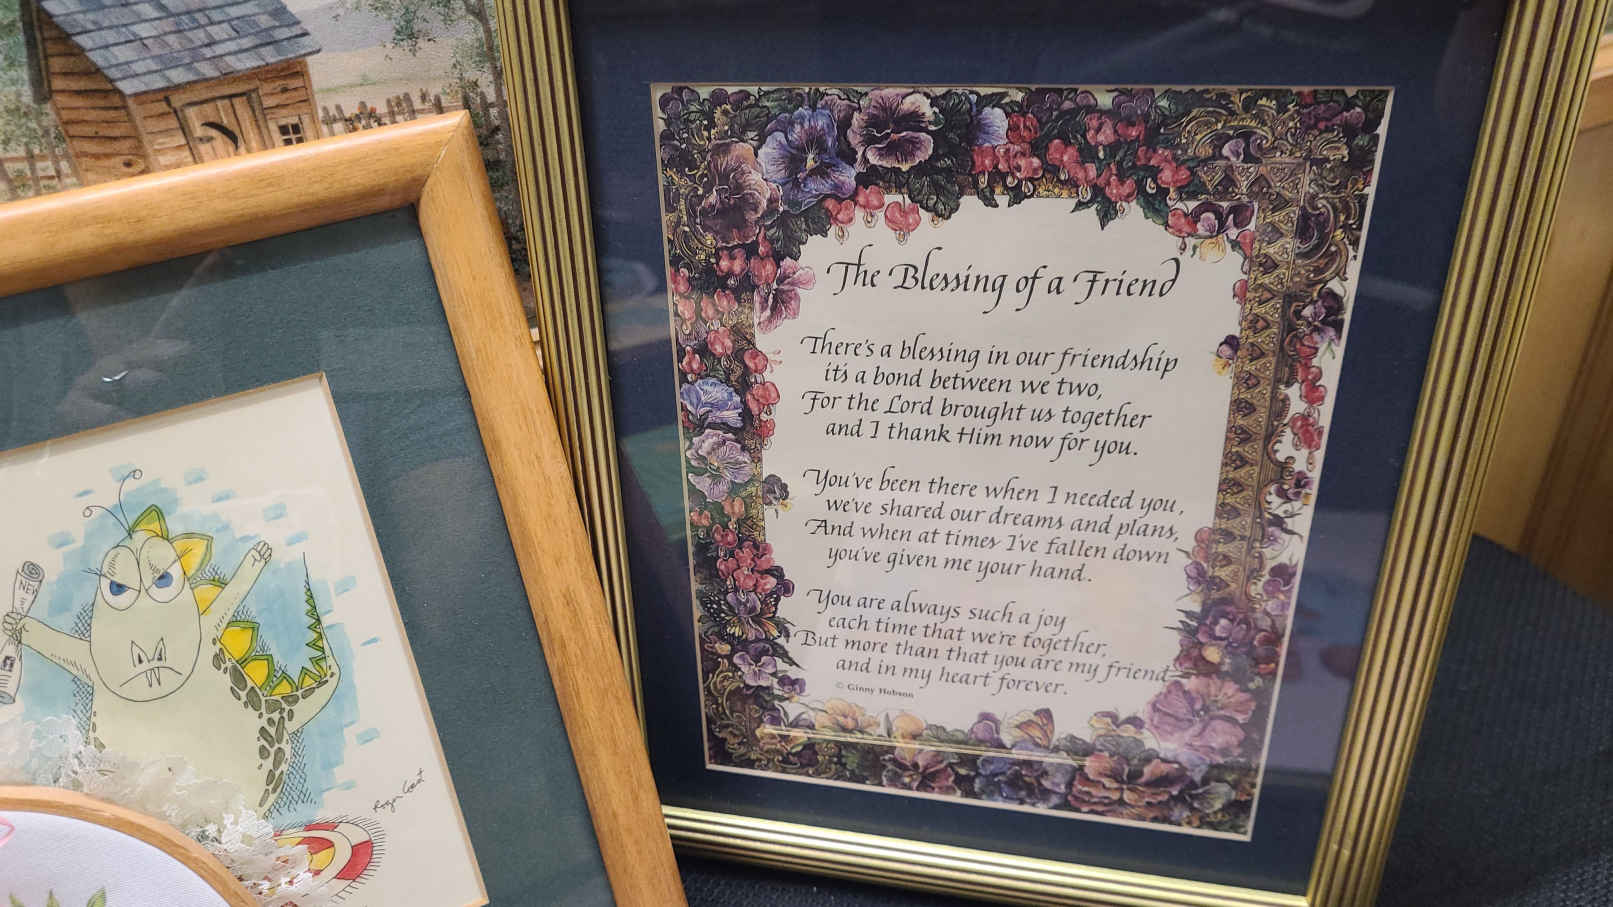 The Blessing of a Friend
There's a blessing in our friendship
it's a bond between we two,
For the Lord brought us together
and I thank Him now for you.
You've been there when I needed you,
we've shared our dreams and plans,
And when at times I've fallen down
you've given me your hand.
You are always such a joy
each time that we're together,
But more than that you are my friend
and in my heart forever.
© Ginny Hobson
NEW